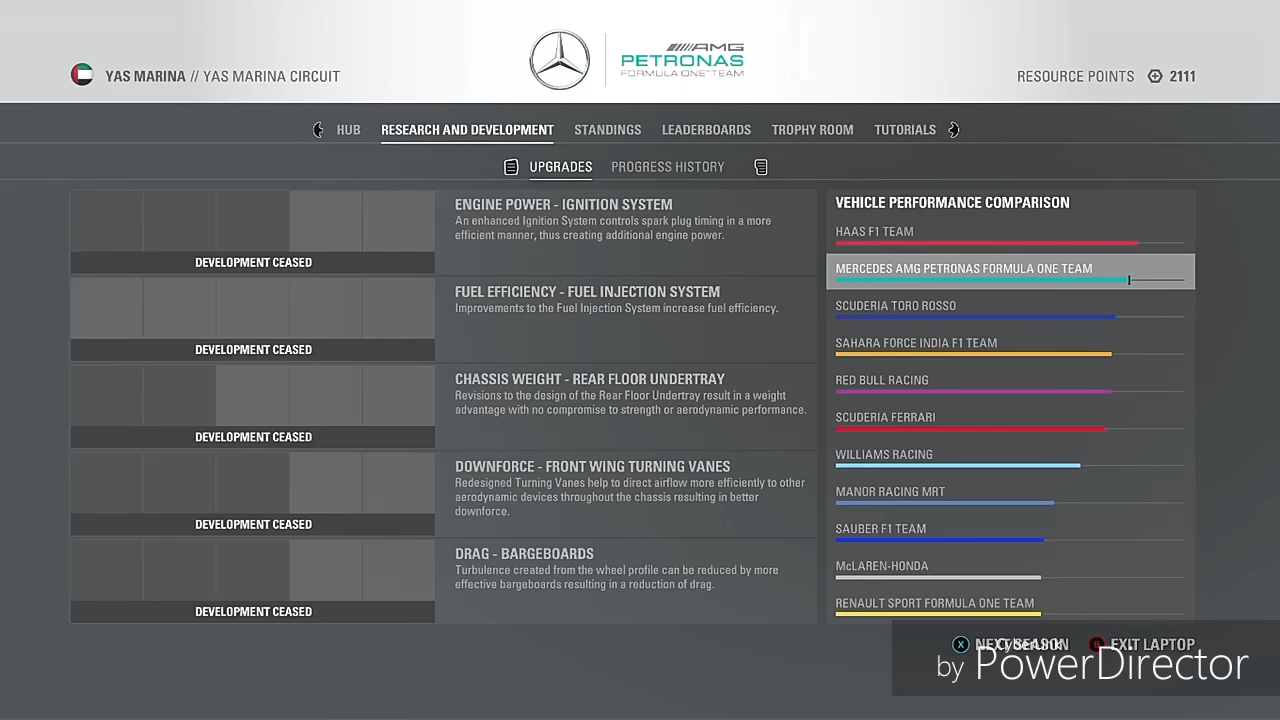 AMG
PETRONAS
FORMULA ONE™ TEAM
YAS MARINA // YAS MARINA CIRCUIT
RESOURCE POINTS 2111
HUB RESEARCH AND DEVELOPMENT STANDINGS LEADERBOARDS TROPHY ROOM TUTORIALS
UPGRADES PROGRESS HISTORY
ENGINE POWER - IGNITION SYSTEM
An enhanced Ignition System controls spark plug timing in a more
efficient manner, thus creating additional engine power.
DEVELOPMENT CEASED
FUEL EFFICIENCY - FUEL INJECTION SYSTEM
Improvements to the Fuel Injection System increase fuel efficiency.
DEVELOPMENT CEASED
CHASSIS WEIGHT - REAR FLOOR UNDERTRAY
Revisions to the design of the Rear Floor Undertray result in a weight
advantage with no compromise to strength or aerodynamic performance.
DEVELOPMENT CEASED
DOWNFORCE - FRONT WING TURNING VANES
Redesigned Turning Vanes help to direct airflow more efficiently to other
aerodynamic devices throughout the chassis resulting in better
downforce.
DEVELOPMENT CEASED
DRAG - BARGEBOARDS
Turbulence created from the wheel profile can be reduced by more
effective bargeboards resulting in a reduction of drag.
DEVELOPMENT CEASED
VEHICLE PERFORMANCE COMPARISON
HAAS F1 TEAM
MERCEDES AMG PETRONAS FORMULA ONE TEAM
SCUDERIA TORO ROSSO
SAHARA FORCE INDIA F1 TEAM
RED BULL RACING
SCUDERIA FERRARI
WILLIAMS RACING
MANOR RACING MRT
SAUBER F1 TEAM
McLAREN-HONDA
RENAULT SPORT FORMULA ONE TEAM
X NEXT SEASON B EXIT LAPTOP
by PowerDirector